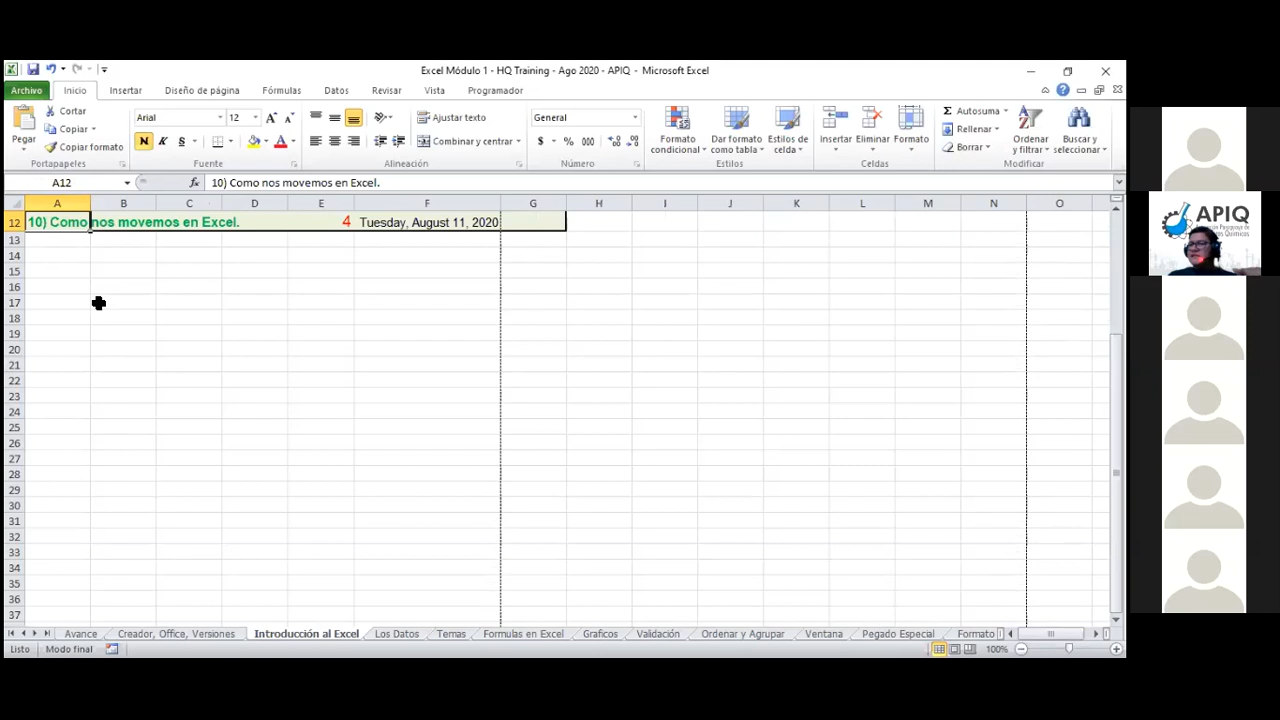 Excel Módulo 1 - HQ Training - Ago 2020 - APIQ - Microsoft Excel
Archivo Inicio Insertar Diseño de página Fórmulas Datos Revisar Vista Programador
Pegar
Cortar
Copiar
Copiar formato
Portapapeles
Arial 12
N K S
Fuente
Ajustar texto
Combinar y centrar
Alineación
General
$ % 000
Número
Formato condicional
Dar formato como tabla
Estilos de celda
Estilos
Insertar
Eliminar
Formato
Celdas
Autosuma
Rellenar
Borrar
Ordenar y filtrar
Buscar y seleccionar
Modificar
A12 fx 10) Como nos movemos en Excel.
A B C D E F G H I J K L M N O
12 10) Como nos movemos en Excel. 4 Tuesday, August 11, 2020
13
14
15
16
17
18
19
20
21
22
23
24
25
26
27
28
29
30
31
32
33
34
35
36
37
Avance Creador, Office, Versiones Introducción al Excel Los Datos Temas Formulas en Excel Graficos Validación Ordenar y Agrupar Ventana Pegado Especial Formato
Listo Modo final 100%
APIQ